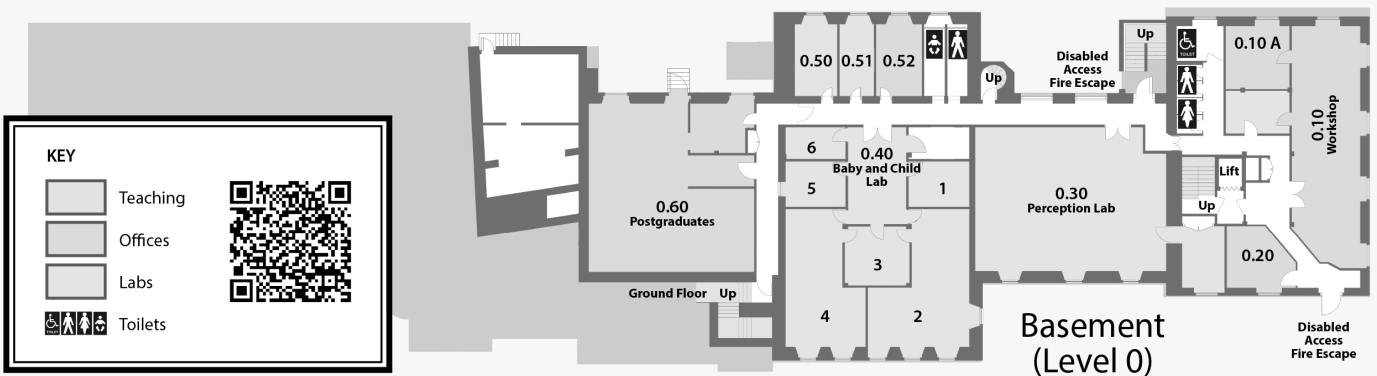 KEY
Teaching
Offices
Labs
TOILET
Toilets
0.50
0.51
0.52
Up
Disabled
Access
Fire Escape
Up
TOILET
0.10 A
0.10
Workshop
6
5
0.40
Baby and Child
Lab
1
0.60
Postgraduates
3
4
2
0.30
Perception Lab
Lift
Up
0.20
Ground Floor Up
Basement
(Level 0)
Disabled
Access
Fire Escape